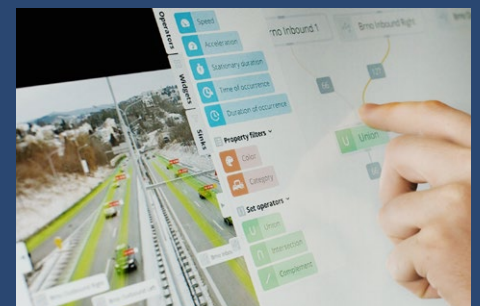 Operators
Widgets
Sinks
Speed
Acceleration
Stationary duration
Time of occurrence
Duration of occurrence
Property filters
Color
Category
Set operators
Union
Intersection
Complement
rno Inbound 1
Brno Inbound Right
Union